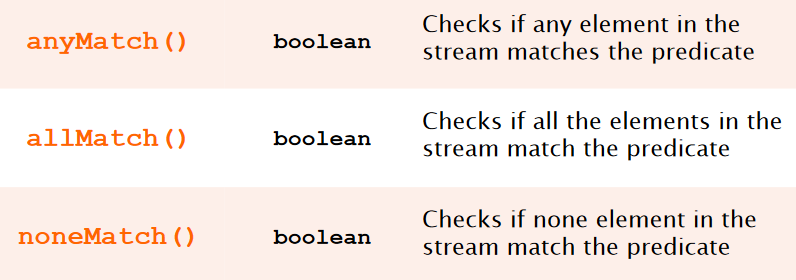 anyMatch() boolean Checks if any element in the
stream matches the predicate
allMatch() boolean Checks if all the elements in the
stream match the predicate
noneMatch() boolean Checks if none element in the
stream match the predicate